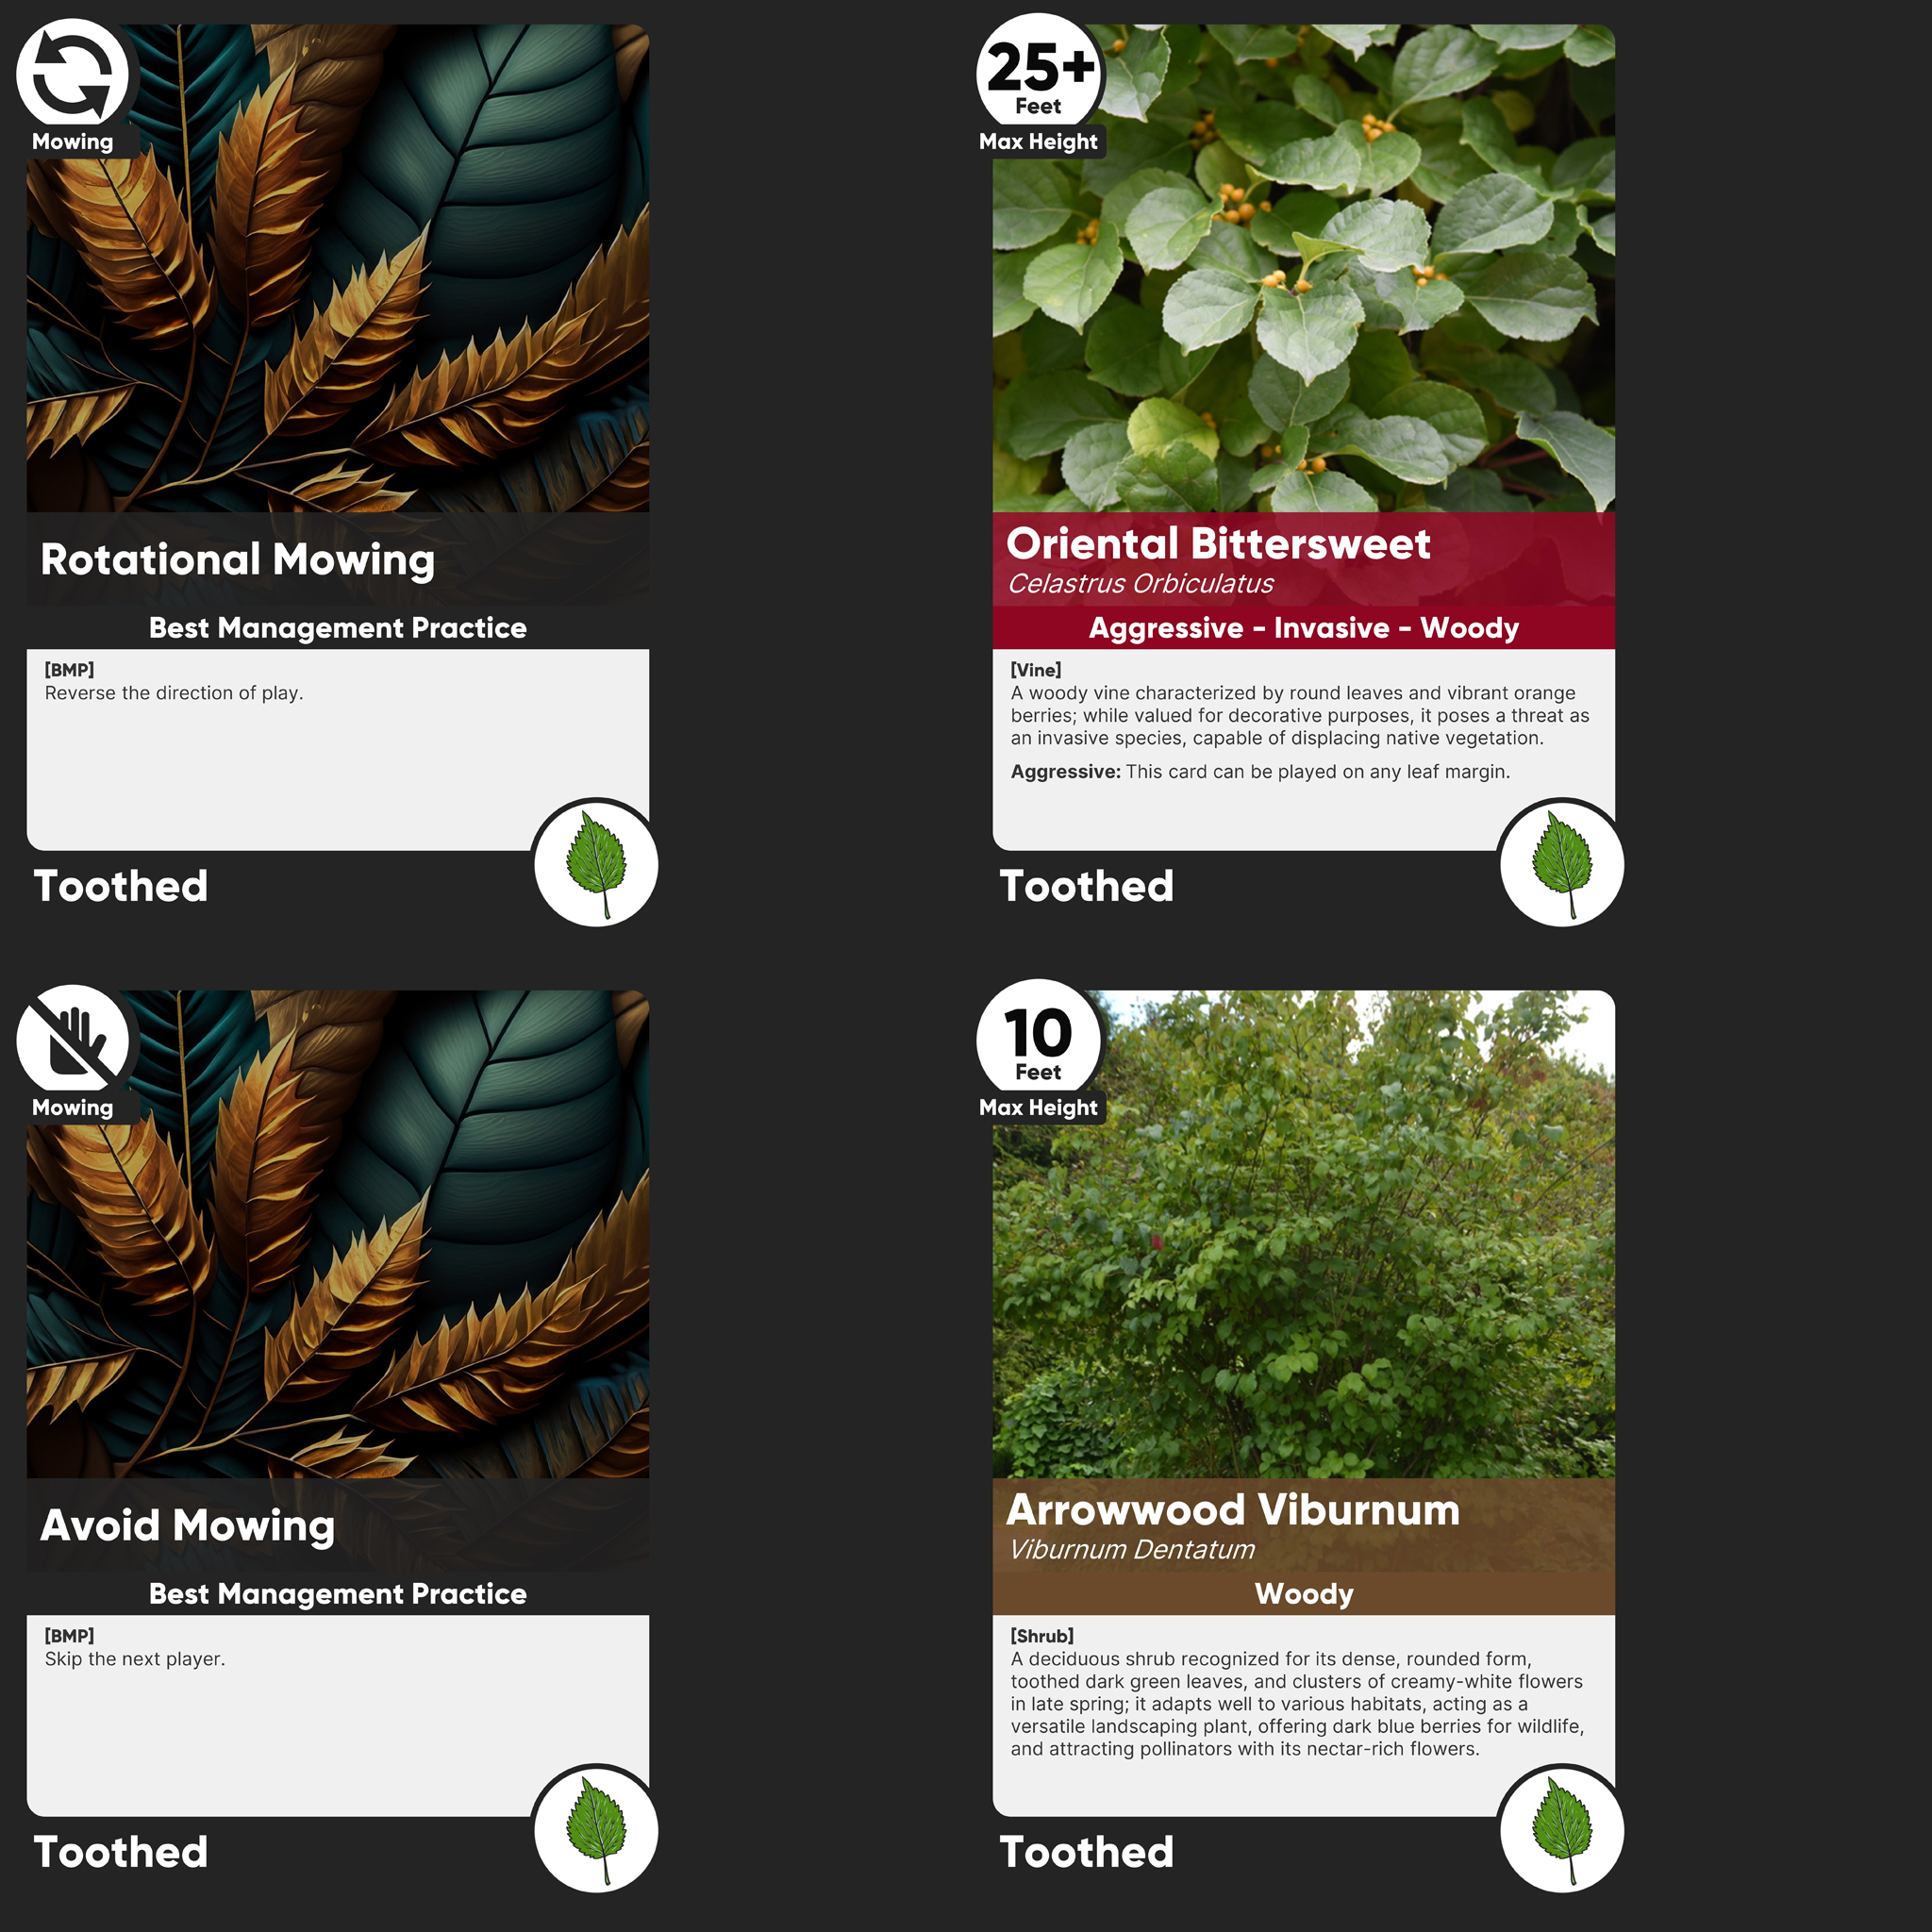 Mowing
Rotational Mowing
Best Management Practice
[BMP]
Reverse the direction of play.
Toothed
25+
Feet
Max Height
Oriental Bittersweet
Celastrus Orbiculatus
Aggressive - Invasive - Woody
[Vine]
A woody vine characterized by round leaves and vibrant orange
berries; while valued for decorative purposes, it poses a threat as
an invasive species, capable of displacing native vegetation.
Aggressive: This card can be played on any leaf margin.
Toothed
Mowing
Avoid Mowing
Best Management Practice
[BMP]
Skip the next player.
Toothed
10
Feet
Max Height
Arrowwood Viburnum
Viburnum Dentatum
Woody
[Shrub]
A deciduous shrub recognized for its dense, rounded form,
toothed dark green leaves, and clusters of creamy-white flowers
in late spring; it adapts well to various habitats, acting as a
versatile landscaping plant, offering dark blue berries for wildlife,
and attracting pollinators with its nectar-rich flowers.
Toothed